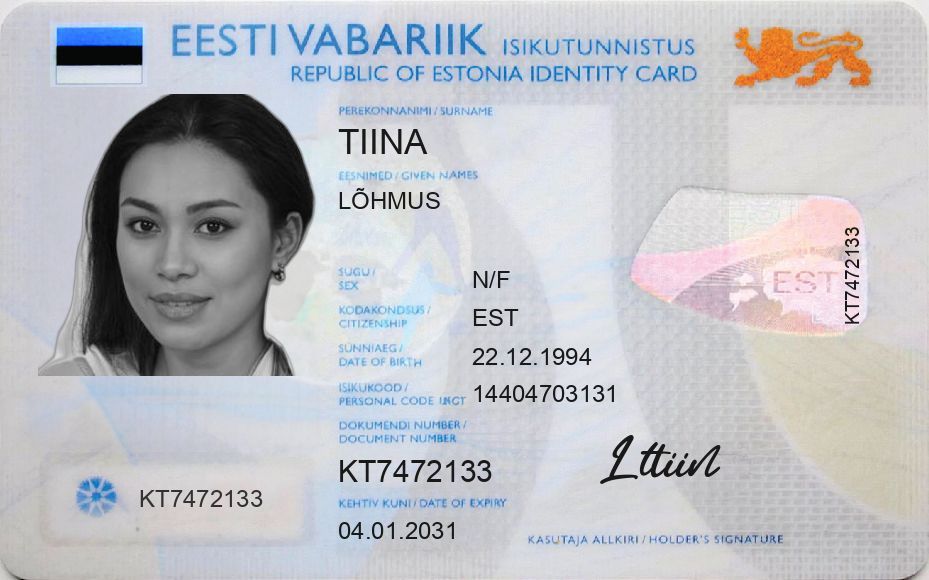 EESTI VABARIIK ISIKUTUNNISTUS
REPUBLIC OF ESTONIA IDENTITY CARD
PEREKONNANIMI / SURNAME
TIINA
EESNIMED / GIVEN NAMES
LÕHMUS
SUGU / SEX
N/F
KODAKONDSUS / CITIZENSHIP
EST
SÜNNIAEG / DATE OF BIRTH
22.12.1994
ISIKUKOOD / PERSONAL CODE
14404703131
DOKUMENDI NUMBER / DOCUMENT NUMBER
KT7472133
KEHTIV KUNI / DATE OF EXPIRY
04.01.2031
KT7472133
EST
KT7472133
KASUTAJA ALLKIRI / HOLDER'S SIGNATURE